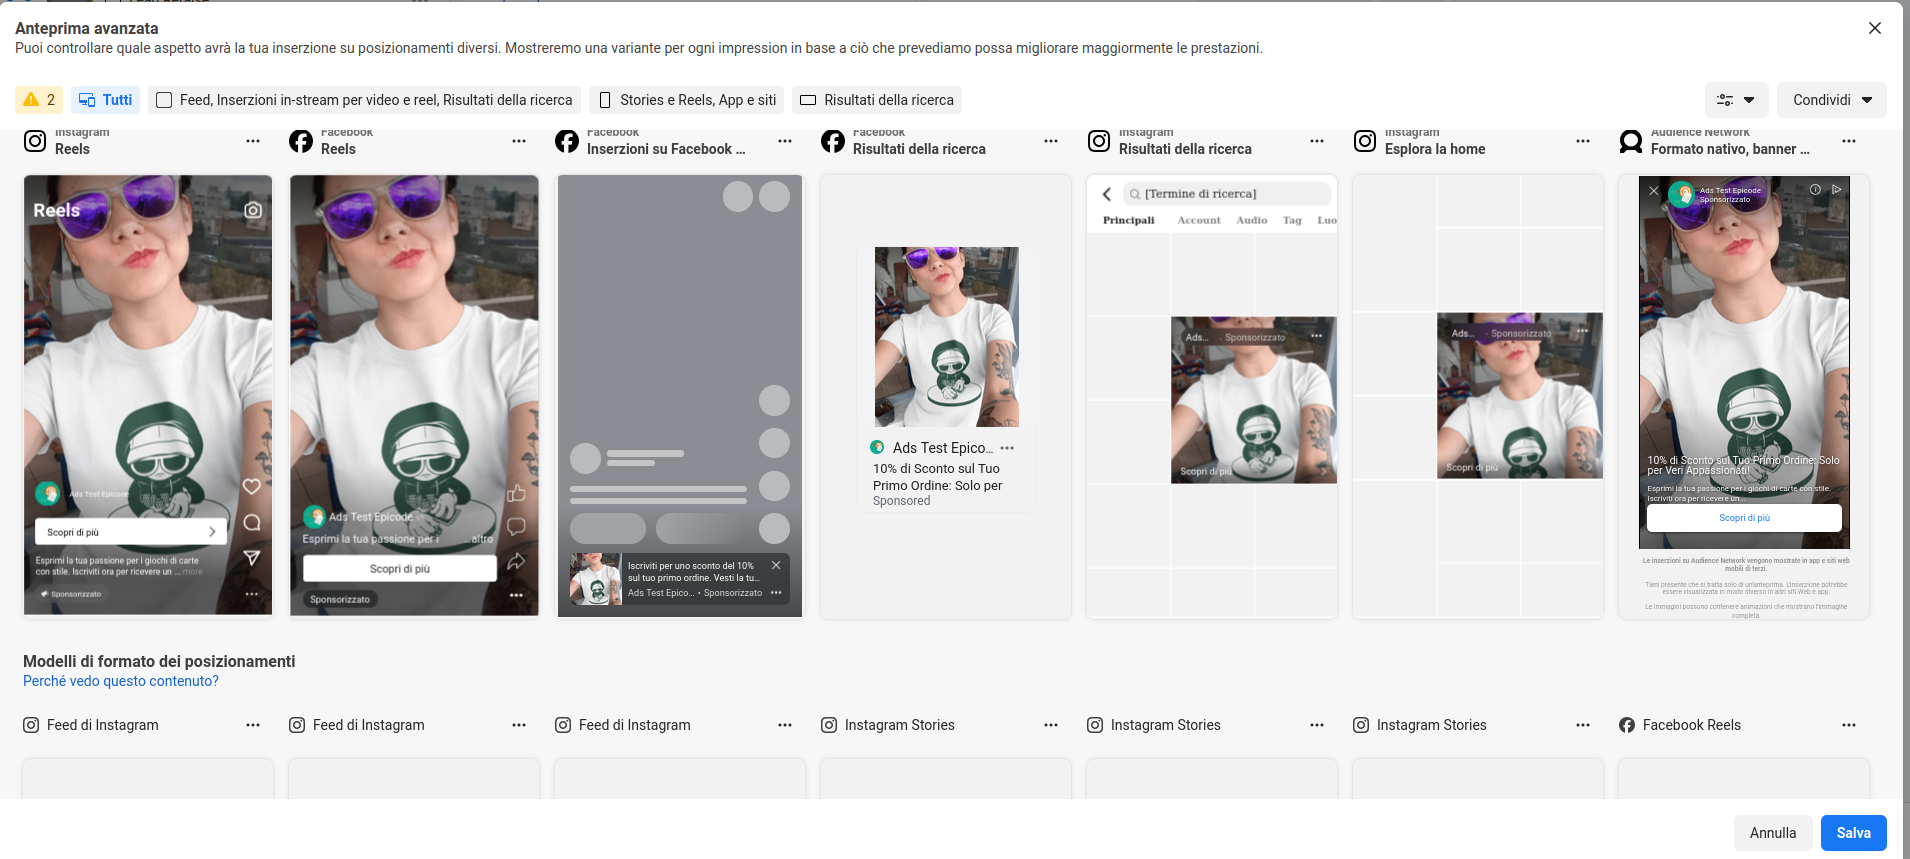 Anteprima avanzata
Puoi controllare quale aspetto avrà la tua inserzione su posizionamenti diversi. Mostreremo una variante per ogni impression in base a ciò che prevediamo possa migliorare maggiormente le prestazioni.
2
Tutti
Feed, Inserzioni in-stream per video e reel, Risultati della ricerca
Stories e Reels, App e siti
Risultati della ricerca
Condividi
Instagram
Reels
Facebook
Reels
Facebook
Inserzioni su Facebook ...
Facebook
Risultati della ricerca
Instagram
Risultati della ricerca
Instagram
Esplora la home
Audience Network
Formato nativo, banner ...
Reels
Ads Test Epicode
Scopri di più
Esprimi la tua passione per i giochi di carte
con stile. Iscriviti ora per ricevere un ... more
Sponsorizzato
Ads Test Epicode
Esprimi la tua passione per i ...altro
Scopri di più
Sponsorizzato
Iscriviti per uno sconto del 10%
sul tuo primo ordine. Vesti la tu...
Ads Test Epico... • Sponsorizzato
Ads Test Epico...
10% di Sconto sul Tuo
Primo Ordine: Solo per
Sponsored
[Termine di ricerca]
Principali Account Audio Tag Luo
Ads... · Sponsorizzato
Scopri di più
Ads... · Sponsorizzato
Scopri di più
Ads Test Epicode
Sponsorizzato
10% di Sconto sul Tuo Primo Ordine: Solo
per Veri Appassionati!
Esprimi la tua passione per i giochi di carte con stile.
Iscriviti ora per ricevere un...
Scopri di più
Le inserzioni su Audience Network vengono mostrate in app e siti web
mobili di terzi.
Tieni presente che si tratta solo di un'anteprima. L'inserzione potrebbe
essere visualizzata in modo diverso in altri siti Web e app.
Le immagini possono contenere animazioni che mostrano l'immagine
completa.
Modelli di formato dei posizionamenti
Perché vedo questo contenuto?
Feed di Instagram
Feed di Instagram
Feed di Instagram
Instagram Stories
Instagram Stories
Instagram Stories
Facebook Reels
Annulla
Salva